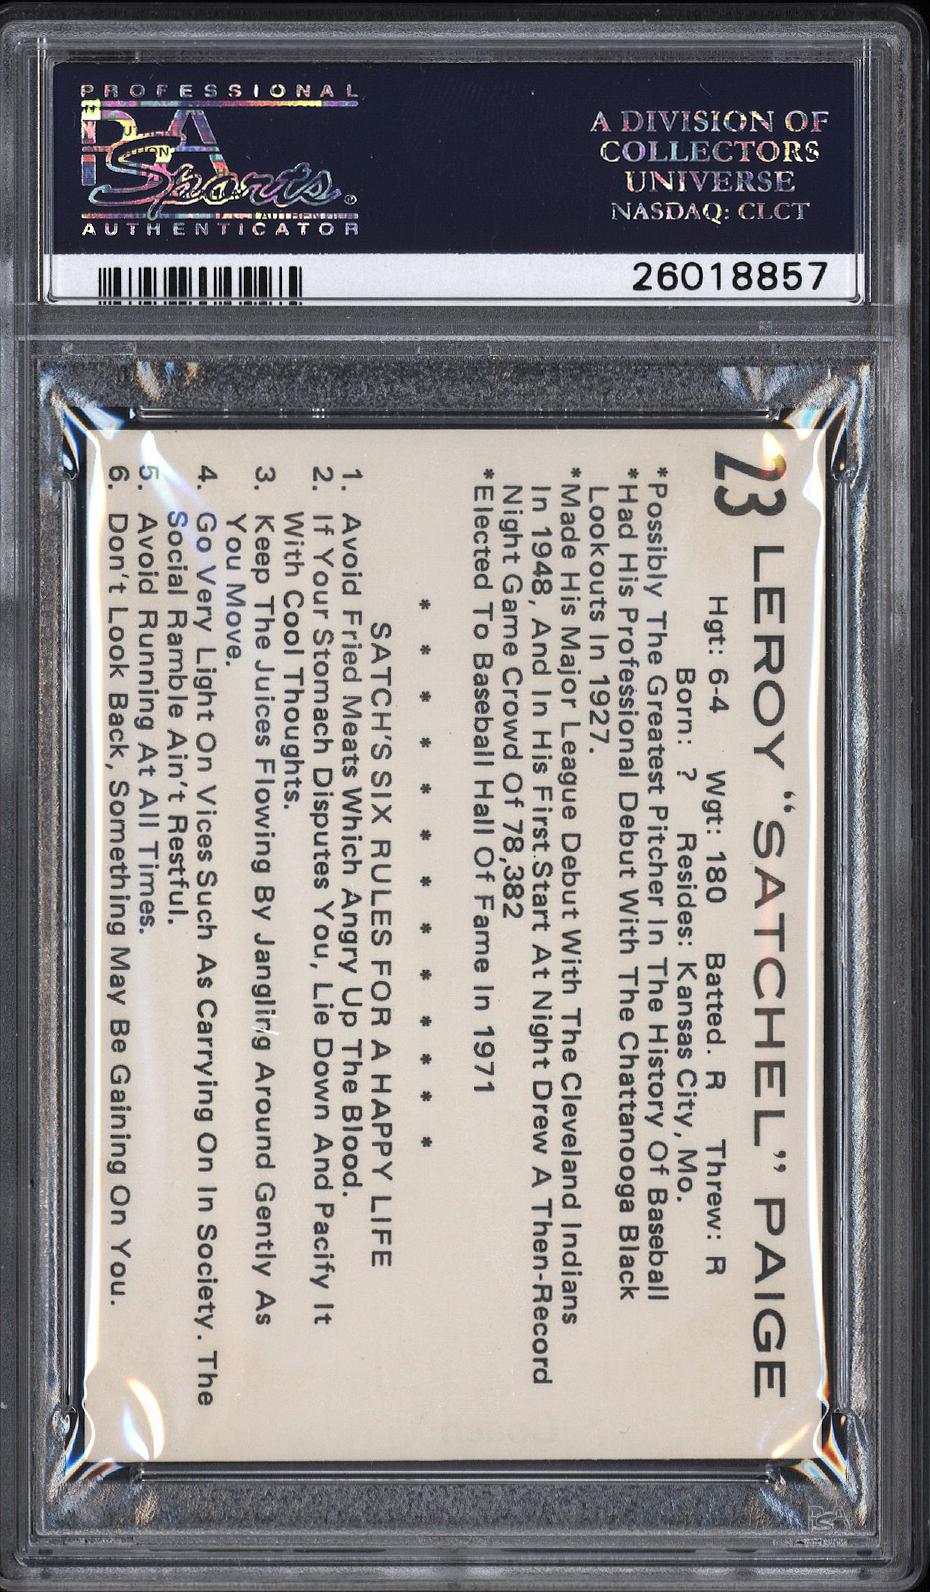 PROFESSIONAL
PSA
Sports®
AUTHENTICATOR
A DIVISION OF
COLLECTORS
UNIVERSE
NASDAQ: CLCT
26018857
23 LEROY “SATCHEL” PAIGE
Hgt: 6-4 Wgt: 180 Batted. R Threw: R
Born: ? Resides: Kansas City, Mo.
*Possibly The Greatest Pitcher In The History Of Baseball
*Had His Professional Debut With The Chattanooga Black
Lookouts In 1927.
*Made His Major League Debut With The Cleveland Indians
In 1948, And In His First.Start At Night Drew A Then-Record
Night Game Crowd Of 78,382
*Elected To Baseball Hall Of Fame In 1971
* * * * * * * * * * * *
SATCH'S SIX RULES FOR A HAPPY LIFE
1. Avoid Fried Meats Which Angry Up The Blood.
2. If Your Stomach Disputes You, Lie Down And Pacify It
With Cool Thoughts.
3. Keep The Juices Flowing By Jangling Around Gently As
You Move.
4. Go Very Light On Vices Such As Carrying On In Society. The
Social Ramble Ain't Restful.
5. Avoid Running At All Times.
6. Don't Look Back, Something May Be Gaining On You.
PSA